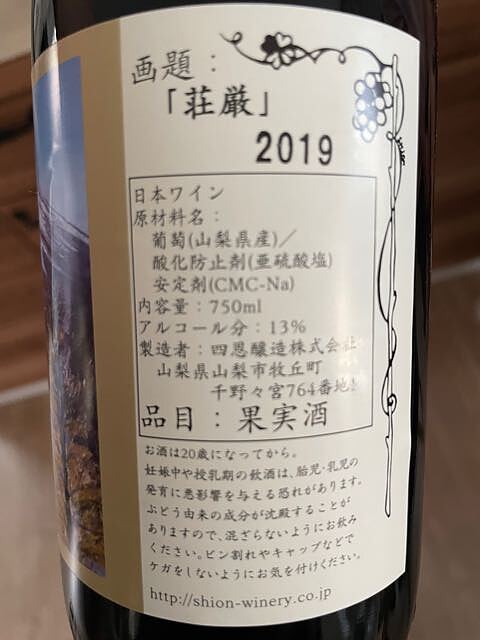 画題：
「荘厳」
2019
日本ワイン
原材料名：
葡萄(山梨県産)／
酸化防止剤(亜硫酸塩)
安定剤(CMC-Na)
内容量：750ml
アルコール分：13%
製造者：四恩醸造株式会社
山梨県山梨市牧丘町
千野々宮764番地1
品目：果実酒
お酒は20歳になってから。
妊娠中や授乳期の飲酒は、胎児・乳児の
発育に悪影響を与える恐れがあります。
ぶどう由来の成分が沈殿することが
ありますので、混ざらないようにお飲み
ください。ビン割れやキャップなどで
ケガをしないようにお気を付けください。
http://shion-winery.co.jp